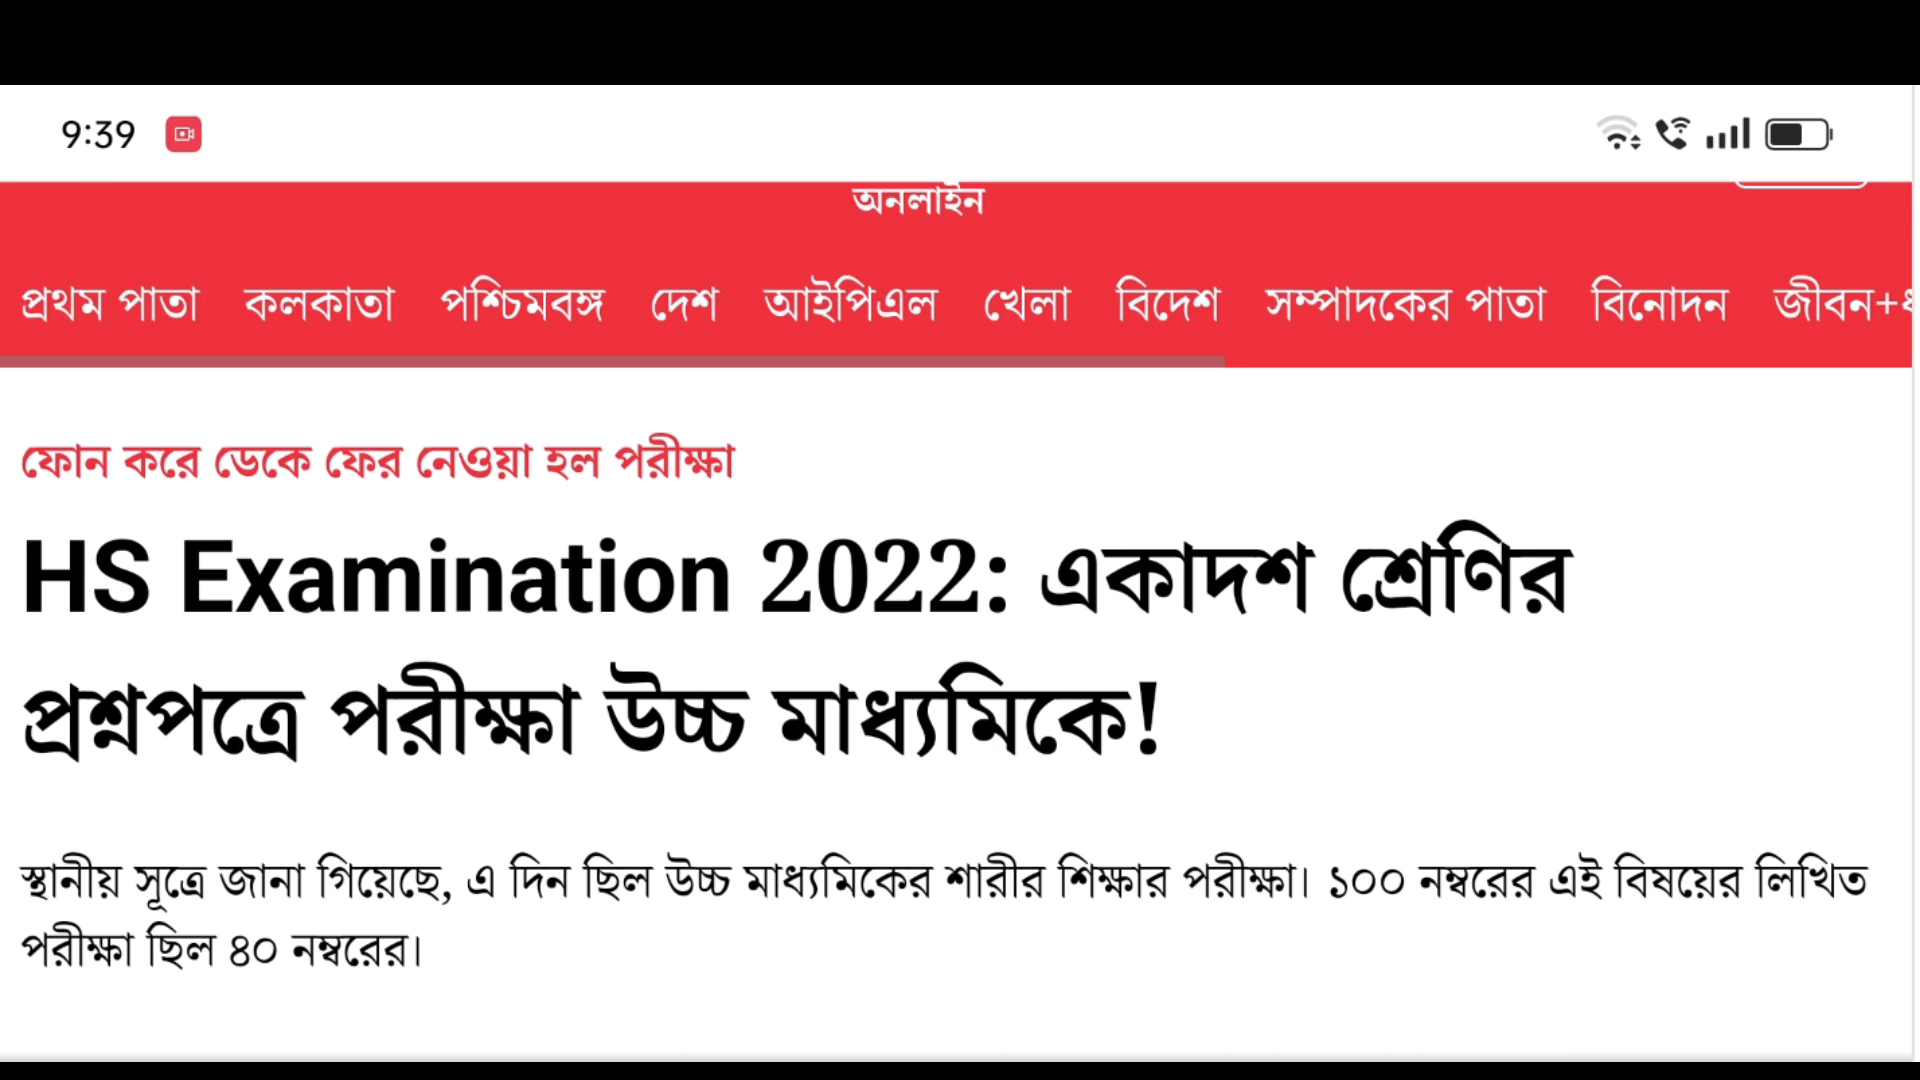 9:39
অনলাইন
প্রথম পাতা কলকাতা পশ্চিমবঙ্গ দেশ আইপিএল খেলা বিদেশ সম্পাদকের পাতা বিনোদন জীবন+
ফোন করে ডেকে ফের নেওয়া হল পরীক্ষা
HS Examination 2022: একাদশ শ্রেণির
প্রশ্নপত্রে পরীক্ষা উচ্চ মাধ্যমিকে!
স্থানীয় সূত্রে জানা গিয়েছে, এ দিন ছিল উচ্চ মাধ্যমিকের শারীর শিক্ষার পরীক্ষা। ১০০ নম্বরের এই বিষয়ের লিখিত
পরীক্ষা ছিল ৪০ নম্বরের।